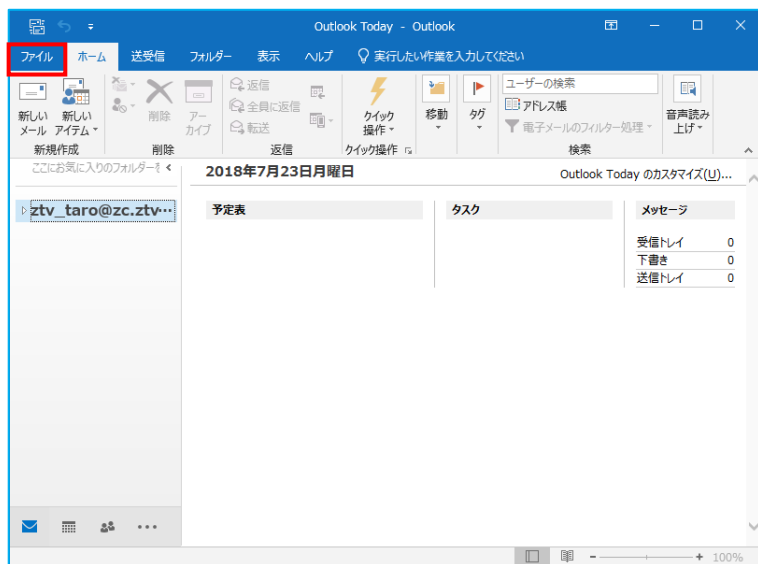 Outlook Today - Outlook
ファイル ホーム 送受信 フォルダー 表示 ヘルプ 実行したい作業を入力してください
新しい
メール
新しい
アイテム
新規作成
削除
削除
アー
カイブ
返信
全員に返信
転送
返信
クイック
操作
クイック操作
移動
タグ
ユーザーの検索
アドレス帳
電子メールのフィルター処理
検索
音声読み
上げ
ここにお気に入りのフォルダーを
ztv_taro@zc.ztv…
2018年7月23日月曜日
Outlook Today のカスタマイズ(U)...
予定表
タスク
メッセージ
受信トレイ 0
下書き 0
送信トレイ 0
100%